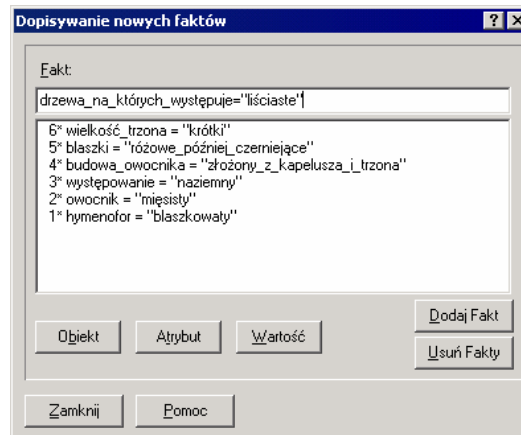 Dopisywanie nowych faktów
Fakt:
drzewa_na_których_występuje="liściaste"
6* wielkość_trzona = "krótki"
5* blaszki = "różowe_później_czerniejące"
4* budowa_owocnika = "złożony_z_kapelusza_i_trzona"
3* występowanie = "naziemny"
2* owocnik = "mięsisty"
1* hymenofor = "blaszkowaty"
Dodaj Fakt
Obiekt Atrybut Wartość
Usuń Fakty
Zamknij Pomoc